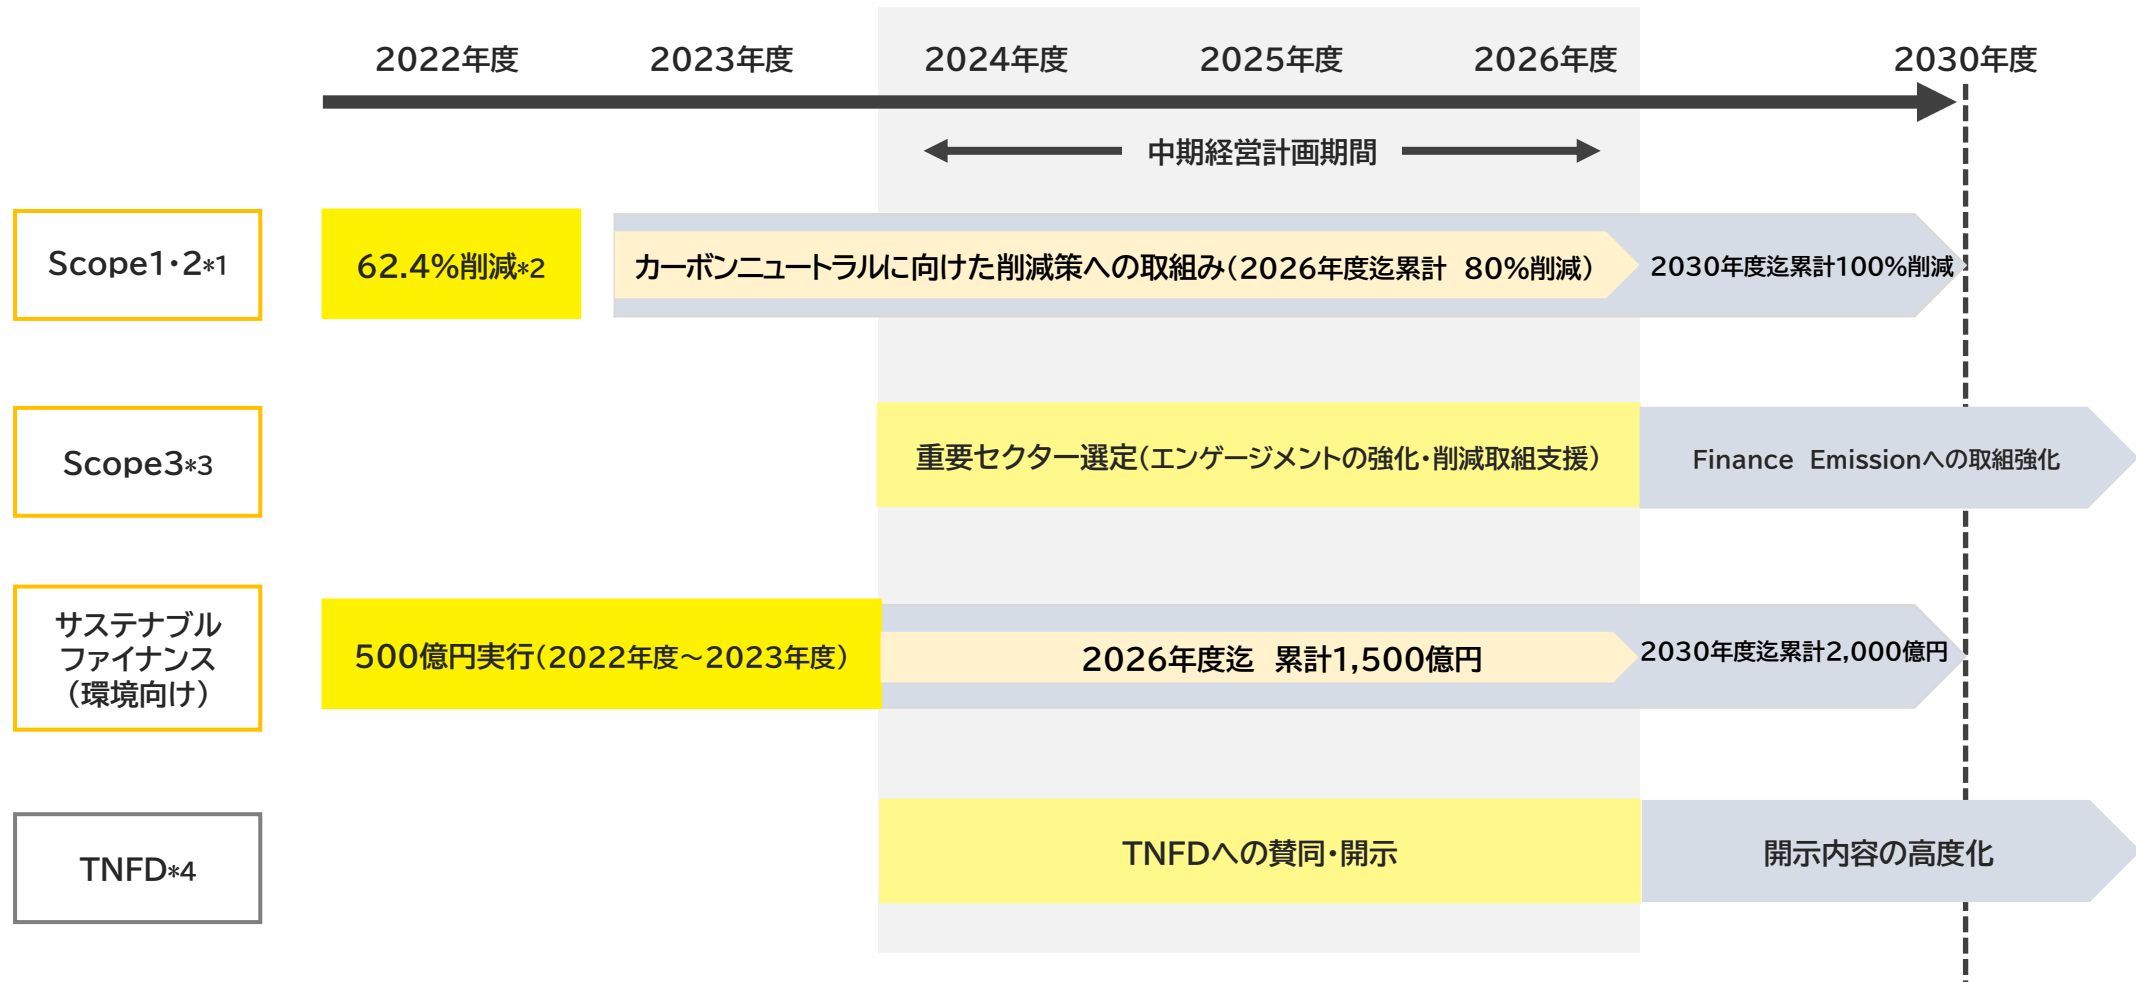 2022年度 2023年度 2024年度 2025年度 2026年度 2030年度
中期経営計画期間
Scope1・2*1
62.4%削減*2
カーボンニュートラルに向けた削減策への取組み(2026年度迄累計 80%削減)
2030年度迄累計100%削減
Scope3*3
重要セクター選定(エンゲージメントの強化・削減取組支援)
Finance Emissionへの取組強化
サステナブル
ファイナンス
(環境向け)
500億円実行(2022年度～2023年度)
2026年度迄 累計1,500億円
2030年度迄累計2,000億円
TNFD*4
TNFDへの賛同・開示
開示内容の高度化